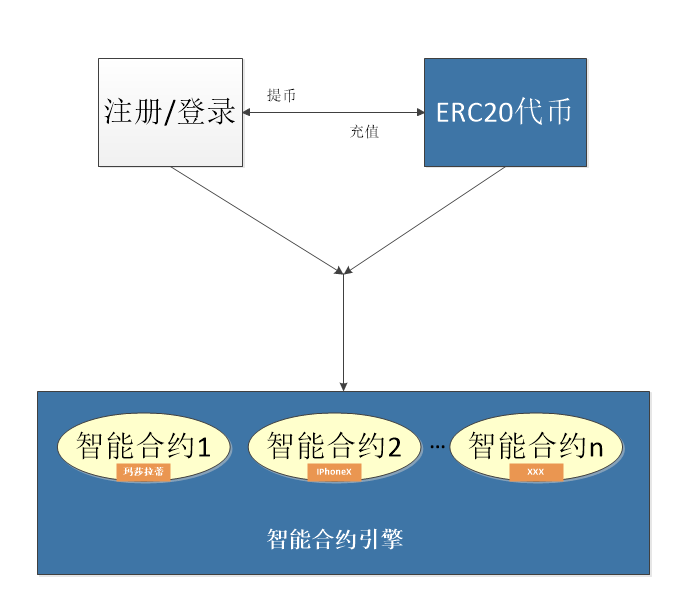 提币
注册/登录
ERC20代币
充值
智能合约1
智能合约2
...
智能合约n
玛莎拉蒂
IPhoneX
XXX
智能合约引擎